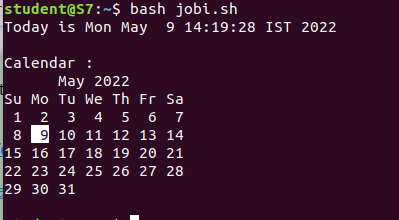 student@S7:~$ bash jobi.sh
Today is Mon May  9 14:19:28 IST 2022

Calendar :
      May 2022
Su Mo Tu We Th Fr Sa
 1  2  3  4  5  6  7
 8  9 10 11 12 13 14
15 16 17 18 19 20 21
22 23 24 25 26 27 28
29 30 31